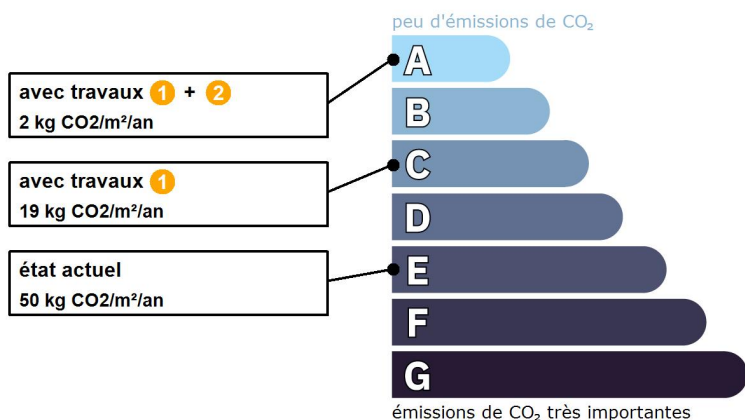 peu d'émissions de CO₂
A
avec travaux 1 + 2
2 kg CO2/m²/an
B
avec travaux 1
19 kg CO2/m²/an
C
D
état actuel
50 kg CO2/m²/an
E
F
G
émissions de CO₂ très importantes